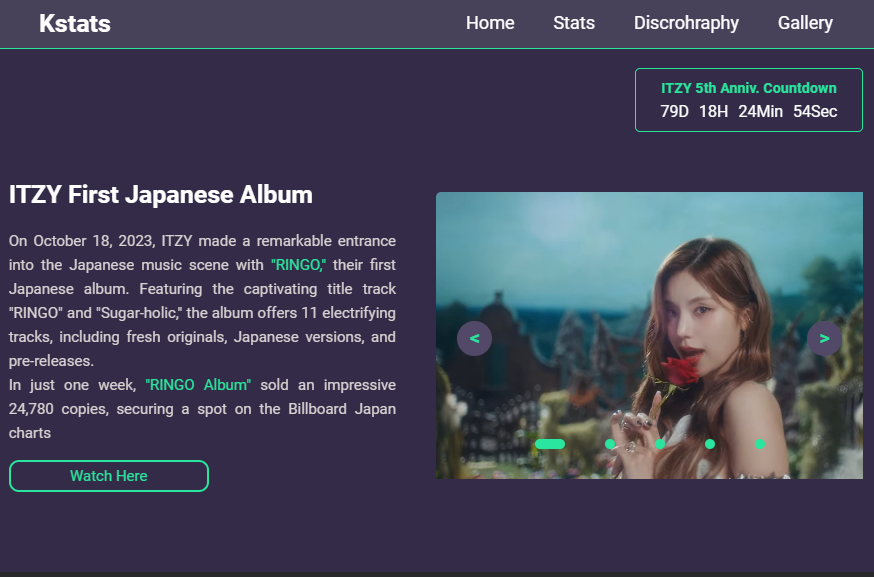 Kstats
Home Stats Discrohraphy Gallery
ITZY 5th Anniv. Countdown
79D 18H 24Min 54Sec
ITZY First Japanese Album
On October 18, 2023, ITZY made a remarkable entrance
into the Japanese music scene with "RINGO," their first
Japanese album. Featuring the captivating title track
"RINGO" and "Sugar-holic," the album offers 11 electrifying
tracks, including fresh originals, Japanese versions, and
pre-releases.
In just one week, "RINGO Album" sold an impressive
24,780 copies, securing a spot on the Billboard Japan
charts
Watch Here
< >